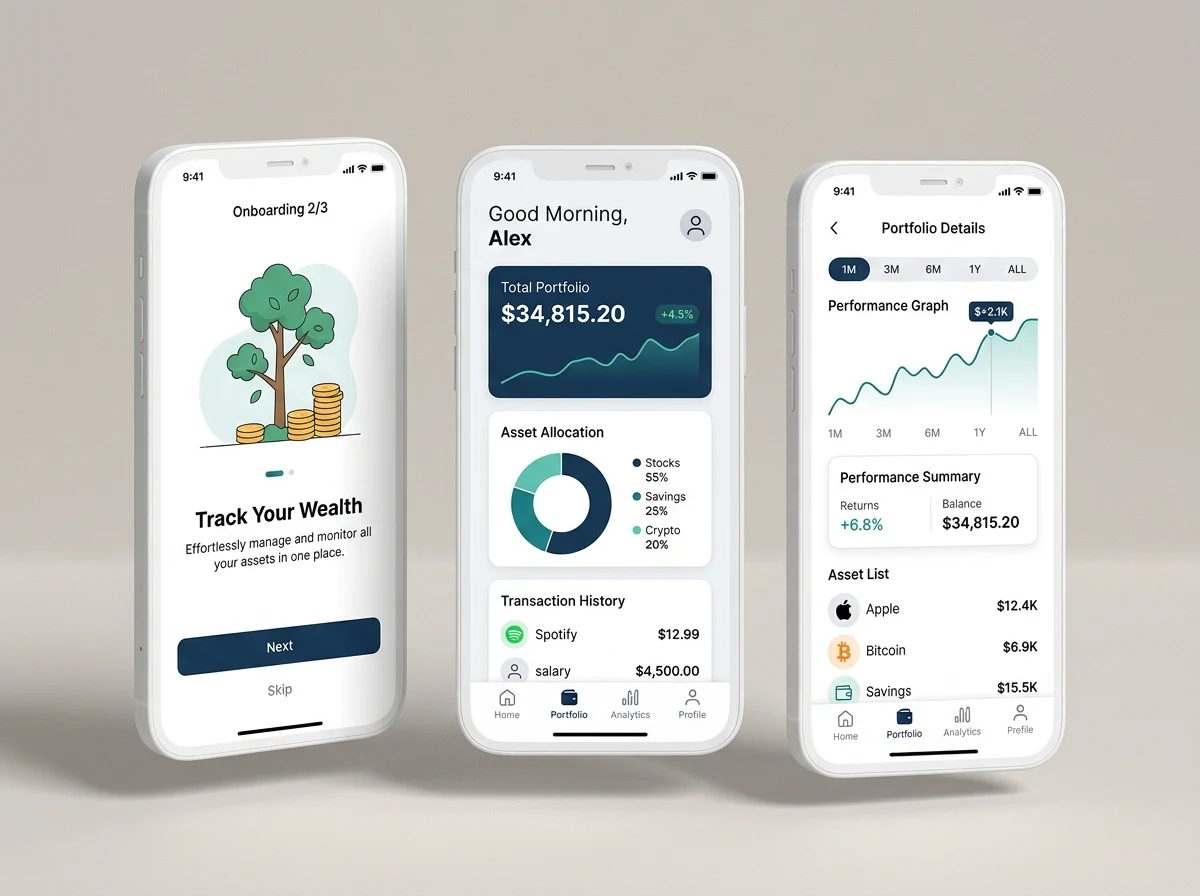 9:41
Onboarding 2/3
Track Your Wealth
Effortlessly manage and monitor all
your assets in one place.
Next
Skip
9:41
Good Morning,
Alex
Total Portfolio
$34,815.20
+4.5%
Asset Allocation
Stocks
55%
Savings
25%
Crypto
20%
Transaction History
Spotify $12.99
salary $4,500.00
Home Portfolio Analytics Profile
9:41
Portfolio Details
1M 3M 6M 1Y ALL
Performance Graph
$+2.1K
1M 3M 6M 1Y ALL
Performance Summary
Returns
+6.8%
Balance
$34,815.20
Asset List
Apple $12.4K
Bitcoin $6.9K
Savings $15.5K
Home Portfolio Analytics Prefile